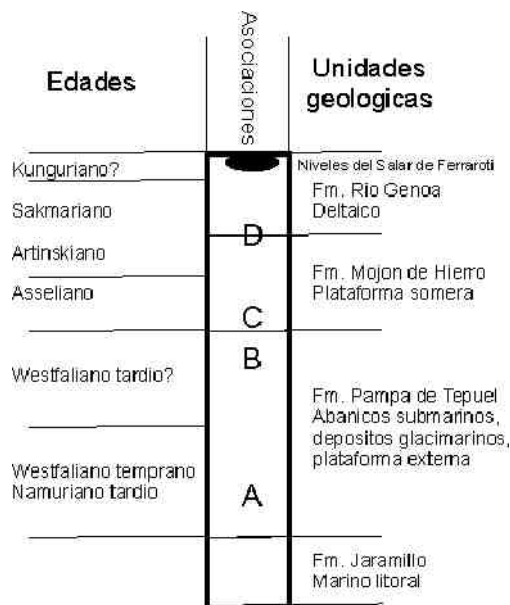 Edades
Asociaciones
Unidades
geologicas
Kunguriano?
Sakmariano
Artinskiano
Asseliano
Westfaliano tardio?
Westfaliano temprano
Namuriano tardio
D
C
B
A
Niveles del Salar de Ferraroti
Fm. Rio Genoa
Deltaico
Fm. Mojon de Hierro
Plataforma somera
Fm. Pampa de Tepuel
Abanicos submarinos,
depositos glacimarinos,
plataforma externa
Fm. Jaramillo
Marino litoral